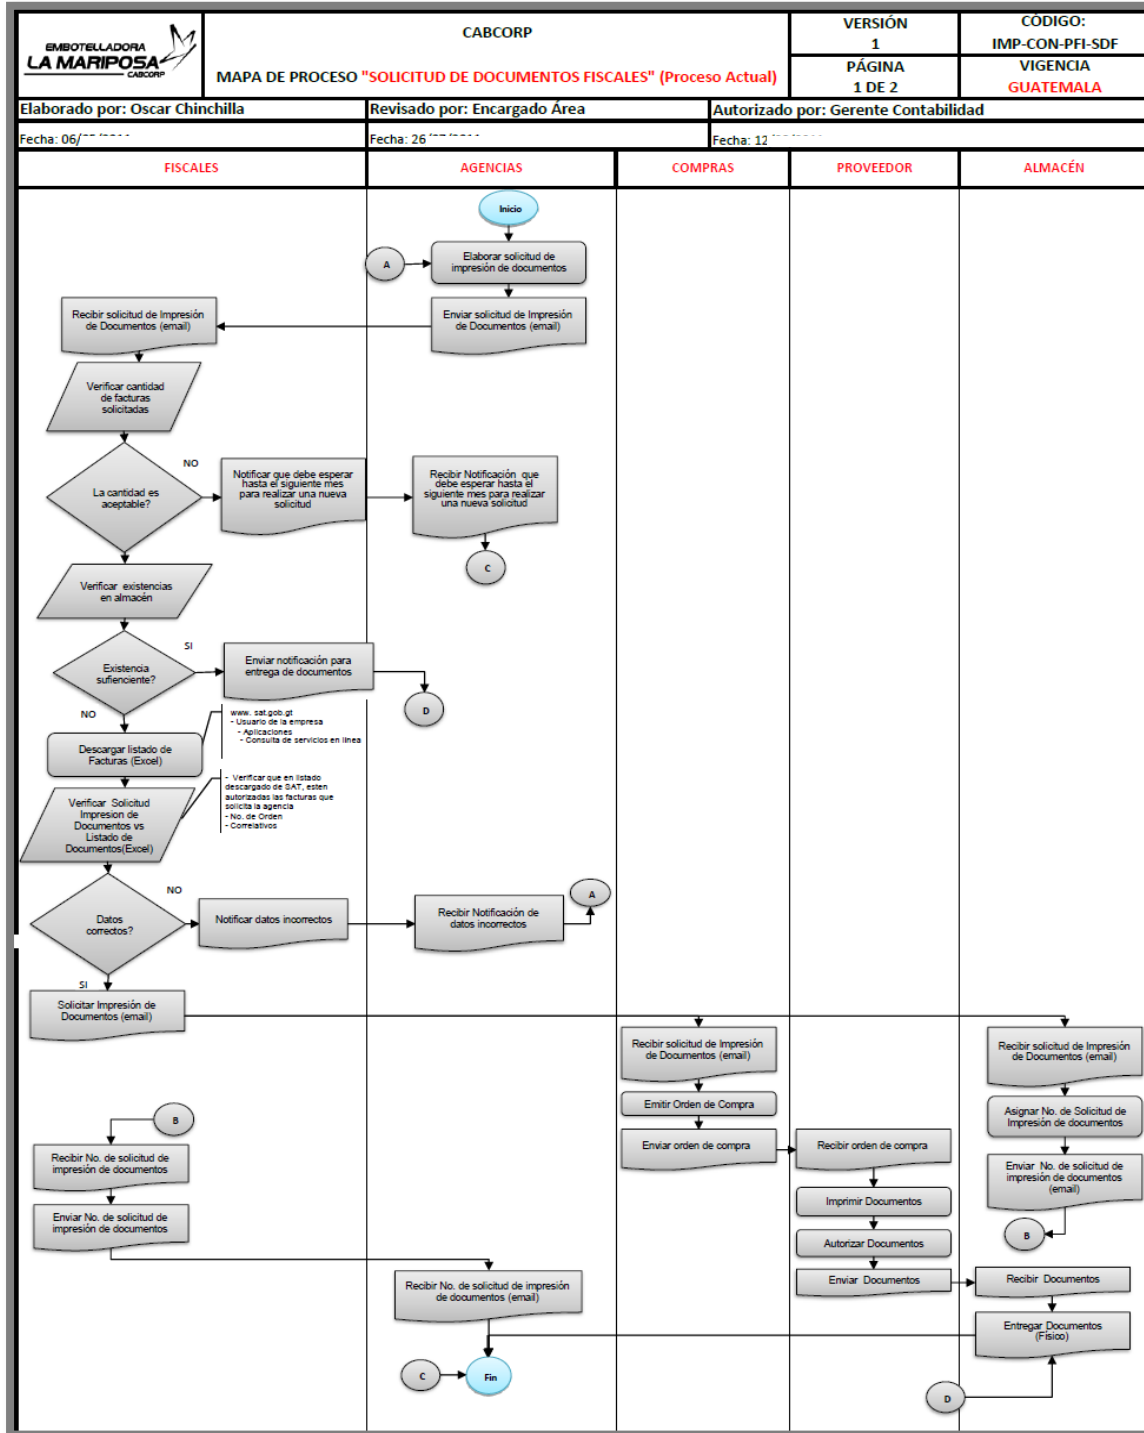 EMBOTELLADORA
LA MARIPOSA
CABCORP
CABCORP
MAPA DE PROCESO "SOLICITUD DE DOCUMENTOS FISCALES" (Proceso Actual)
VERSIÓN
1
CÓDIGO:
IMP-CON-PFI-SDF
PÁGINA
1 DE 2
VIGENCIA
GUATEMALA
Elaborado por: Oscar Chinchilla
Revisado por: Encargado Área
Autorizado por: Gerente Contabilidad
Fecha: 06/
Fecha: 26
Fecha: 12
FISCALES
AGENCIAS
COMPRAS
PROVEEDOR
ALMACÉN
Inicio
A
Elaborar solicitud de
impresión de documentos
Recibir solicitud de Impresión
de Documentos (email)
Enviar solicitud de Impresión
de Documentos (email)
Verificar cantidad
de facturas
solicitadas
NO
La cantidad es
aceptable?
Notificar que debe esperar
hasta el siguiente mes
para realizar una nueva
solicitud
Recibir Notificación que
debe esperar hasta el
siguiente mes para realizar
una nueva solicitud
C
Verificar existencias
en almacén
SI
Existencia
sufienciente?
Enviar notificación para
entrega de documentos
D
NO
www. sat.gob.gt
- Usuario de la empresa
- Aplicaciones
- Consulta de servicios en línea
Descargar listado de
Facturas (Excel)
- Verificar que en listado
descargado de SAT, esten
autorizadas las facturas que
solicita la agencia
- No. de Orden
- Correlativos
Verificar Solicitud
Impresion de
Documentos vs
Listado de
Documentos(Excel)
NO
Datos
correctos?
Notificar datos incorrectos
Recibir Notificación de
datos incorrectos
A
SI
Solicitar Impresión de
Documentos (email)
Recibir solicitud de Impresión
de Documentos (email)
Recibir solicitud de Impresión
de Documentos (email)
Emitir Orden de Compra
Asignar No. de Solicitud de
Impresión de documentos
B
Recibir No. de solicitud de
impresión de documentos
Enviar orden de compra
Recibir orden de compra
Enviar No. de solicitud de
impresión de documentos
(email)
Imprimir Documentos
Enviar No. de solicitud de
impresión de documentos
Autorizar Documentos
B
Recibir No. de solicitud de impresión
de documentos (email)
Enviar Documentos
Recibir Documentos
Entregar Documentos
(Físico)
C
Fin
D